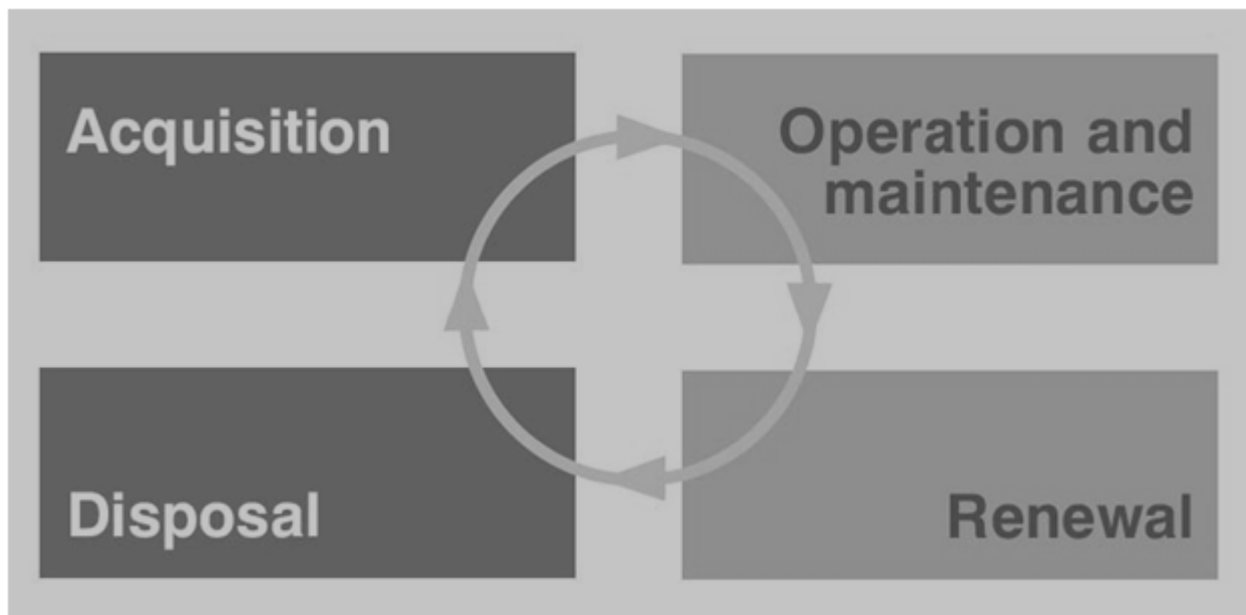 Acquisition
Operation and
maintenance
Disposal
Renewal